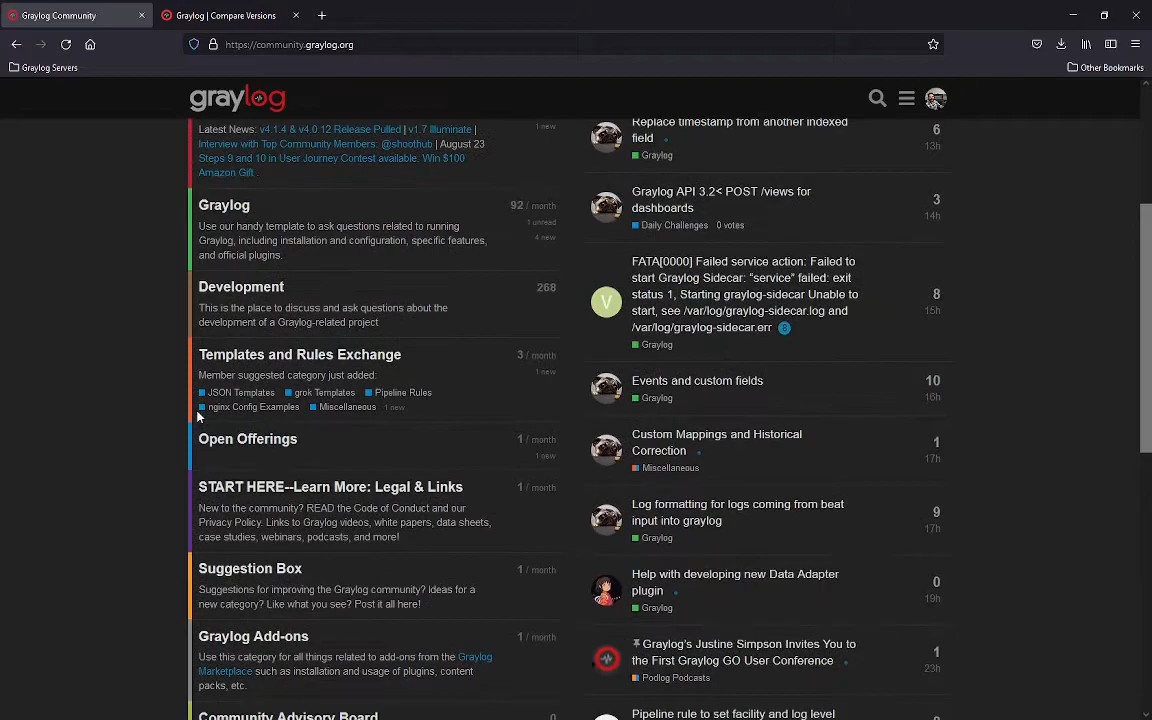 Graylog Community
Graylog | Compare Versions
https://community.graylog.org
Graylog Servers
Other Bookmarks
graylog
Latest News: v4.1.4 & v4.0.12 Release Pulled | v1.7 Illuminate |
Interview with Top Community Members: @shoothub | August 23
Steps 9 and 10 in User Journey Contest available. Win $100
Amazon Gift .
1 new
Graylog
92 / month
1 unread
4 new
Use our handy template to ask questions related to running
Graylog, including installation and configuration, specific features,
and official plugins.
Development
268
This is the place to discuss and ask questions about the
development of a Graylog-related project
Templates and Rules Exchange
3 / month
1 new
Member suggested category just added:
JSON Templates grok Templates Pipeline Rules
nginx Config Examples Miscellaneous 1 new
Open Offerings
1 / month
1 new
START HERE--Learn More: Legal & Links
1 / month
New to the community? READ the Code of Conduct and our
Privacy Policy. Links to Graylog videos, white papers, data sheets,
case studies, webinars, podcasts, and more!
Suggestion Box
1 / month
Suggestions for improving the Graylog community? Ideas for a
new category? Like what you see? Post it all here!
Graylog Add-ons
1 / month
Use this category for all things related to add-ons from the Graylog
Marketplace such as installation and usage of plugins, content
packs, etc.
Community Advisory Board
0
Replace timestamp from another indexed
field
Graylog
6
13h
Graylog API 3.2< POST /views for
dashboards
Daily Challenges 0 votes
3
14h
FATA[0000] Failed service action: Failed to
start Graylog Sidecar: "service" failed: exit
status 1, Starting graylog-sidecar Unable to
start, see /var/log/graylog-sidecar.log and
/var/log/graylog-sidecar.err 8
Graylog
V
8
15h
Events and custom fields
Graylog
10
16h
Custom Mappings and Historical
Correction
Miscellaneous
1
17h
Log formatting for logs coming from beat
input into graylog
Graylog
9
17h
Help with developing new Data Adapter
plugin
Graylog
0
19h
Graylog's Justine Simpson Invites You to
the First Graylog GO User Conference
Podlog Podcasts
1
23h
Pipeline rule to set facility and log level